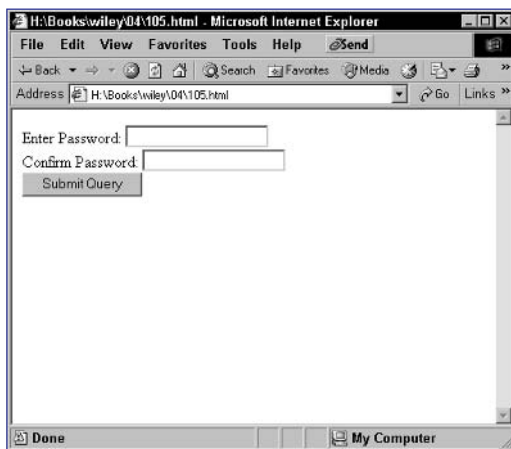 H:\Books\wiley\04\105.html - Microsoft Internet Explorer
File Edit View Favorites Tools Help Send
Back Search Favorites Media »
Address H:\Books\wiley\04\105.html Go Links »
Enter Password:
Confirm Password:
Submit Query
Done My Computer